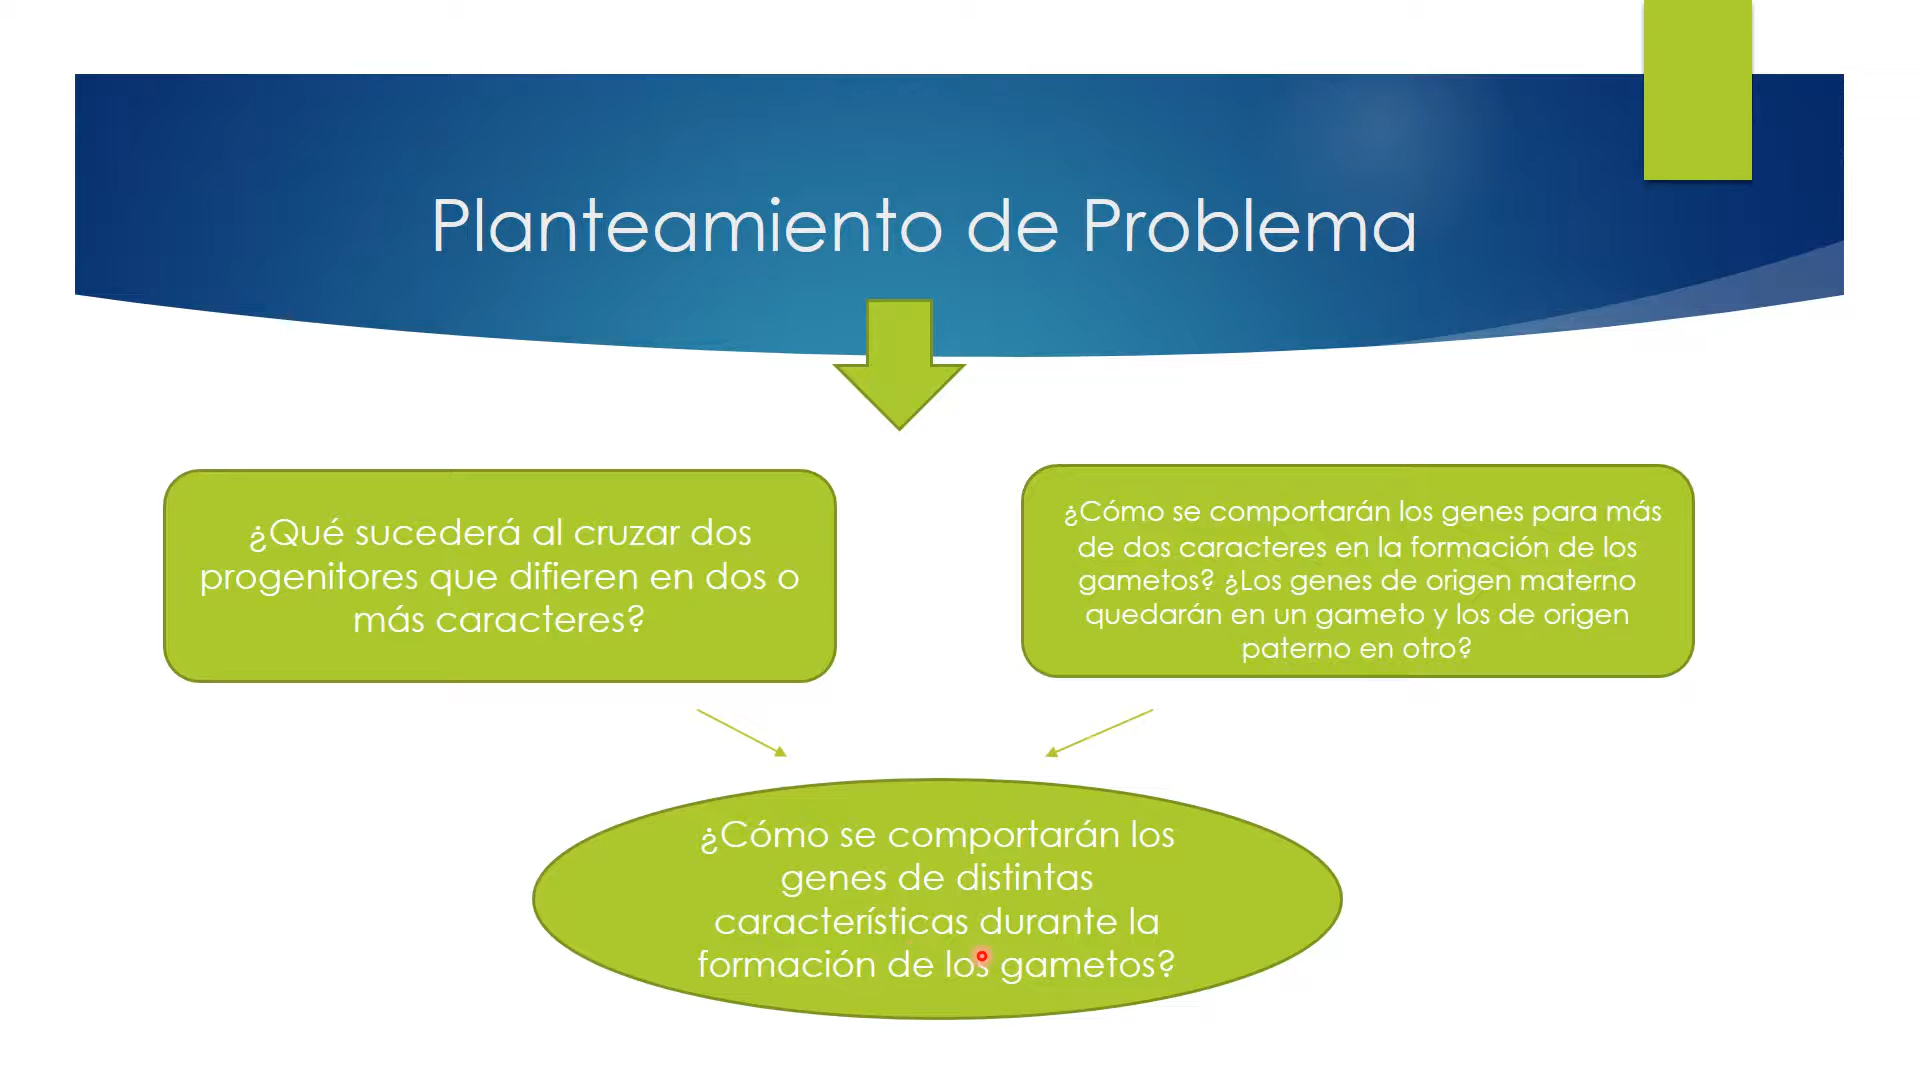 Planteamiento de Problema
¿Qué sucederá al cruzar dos
progenitores que difieren en dos o
más caracteres?
¿Cómo se comportarán los genes para más
de dos caracteres en la formación de los
gametos? ¿Los genes de origen materno
quedarán en un gameto y los de origen
paterno en otro?
¿Cómo se comportarán los
genes de distintas
características durante la
formación de los gametos?